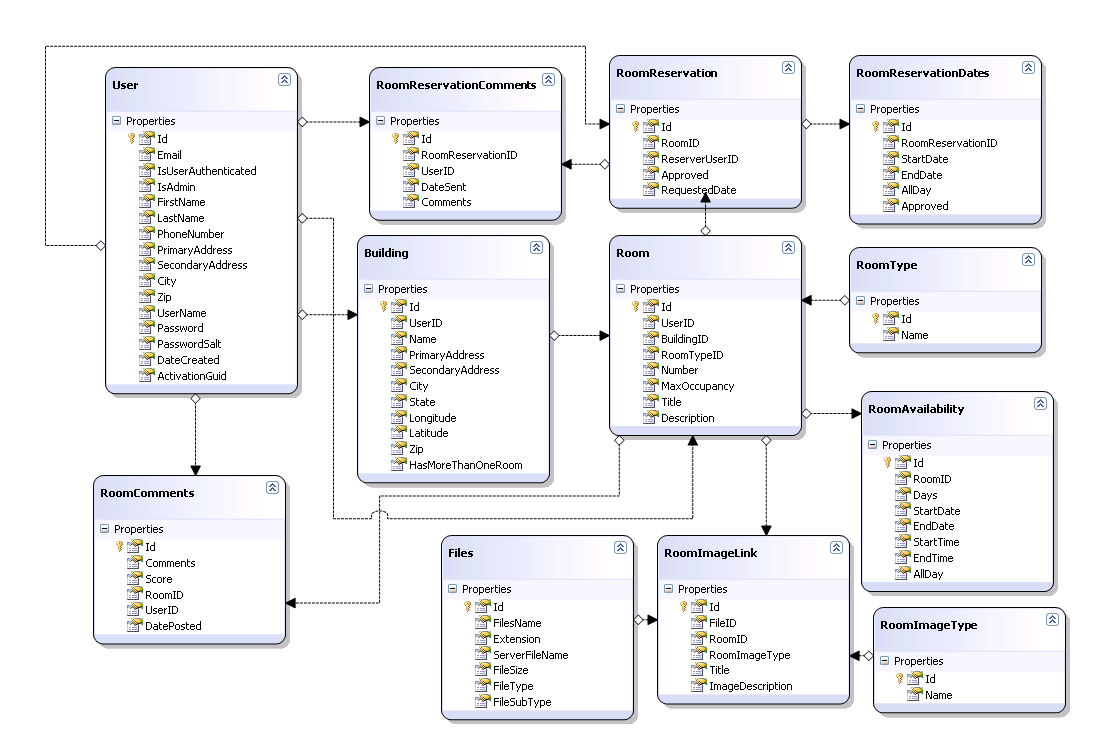 User
Properties
Id
Email
IsUserAuthenticated
IsAdmin
FirstName
LastName
PhoneNumber
PrimaryAddress
SecondaryAddress
City
Zip
UserName
Password
PasswordSalt
DateCreated
ActivationGuid
RoomReservationComments
Properties
Id
RoomReservationID
UserID
DateSent
Comments
RoomReservation
Properties
Id
RoomID
ReserverUserID
Approved
RequestedDate
RoomReservationDates
Properties
Id
RoomReservationID
StartDate
EndDate
AllDay
Approved
Building
Properties
Id
UserID
Name
PrimaryAddress
SecondaryAddress
City
State
Longitude
Latitude
Zip
HasMoreThanOneRoom
Room
Properties
Id
UserID
BuildingID
RoomTypeID
Number
MaxOccupancy
Title
Description
RoomType
Properties
Id
Name
RoomAvailability
Properties
Id
RoomID
Days
StartDate
EndDate
StartTime
EndTime
AllDay
RoomComments
Properties
Id
Comments
Score
RoomID
UserID
DatePosted
Files
Properties
Id
FilesName
Extension
ServerFileName
FileSize
FileType
FileSubType
RoomImageLink
Properties
Id
FileID
RoomID
RoomImageType
Title
ImageDescription
RoomImageType
Properties
Id
Name